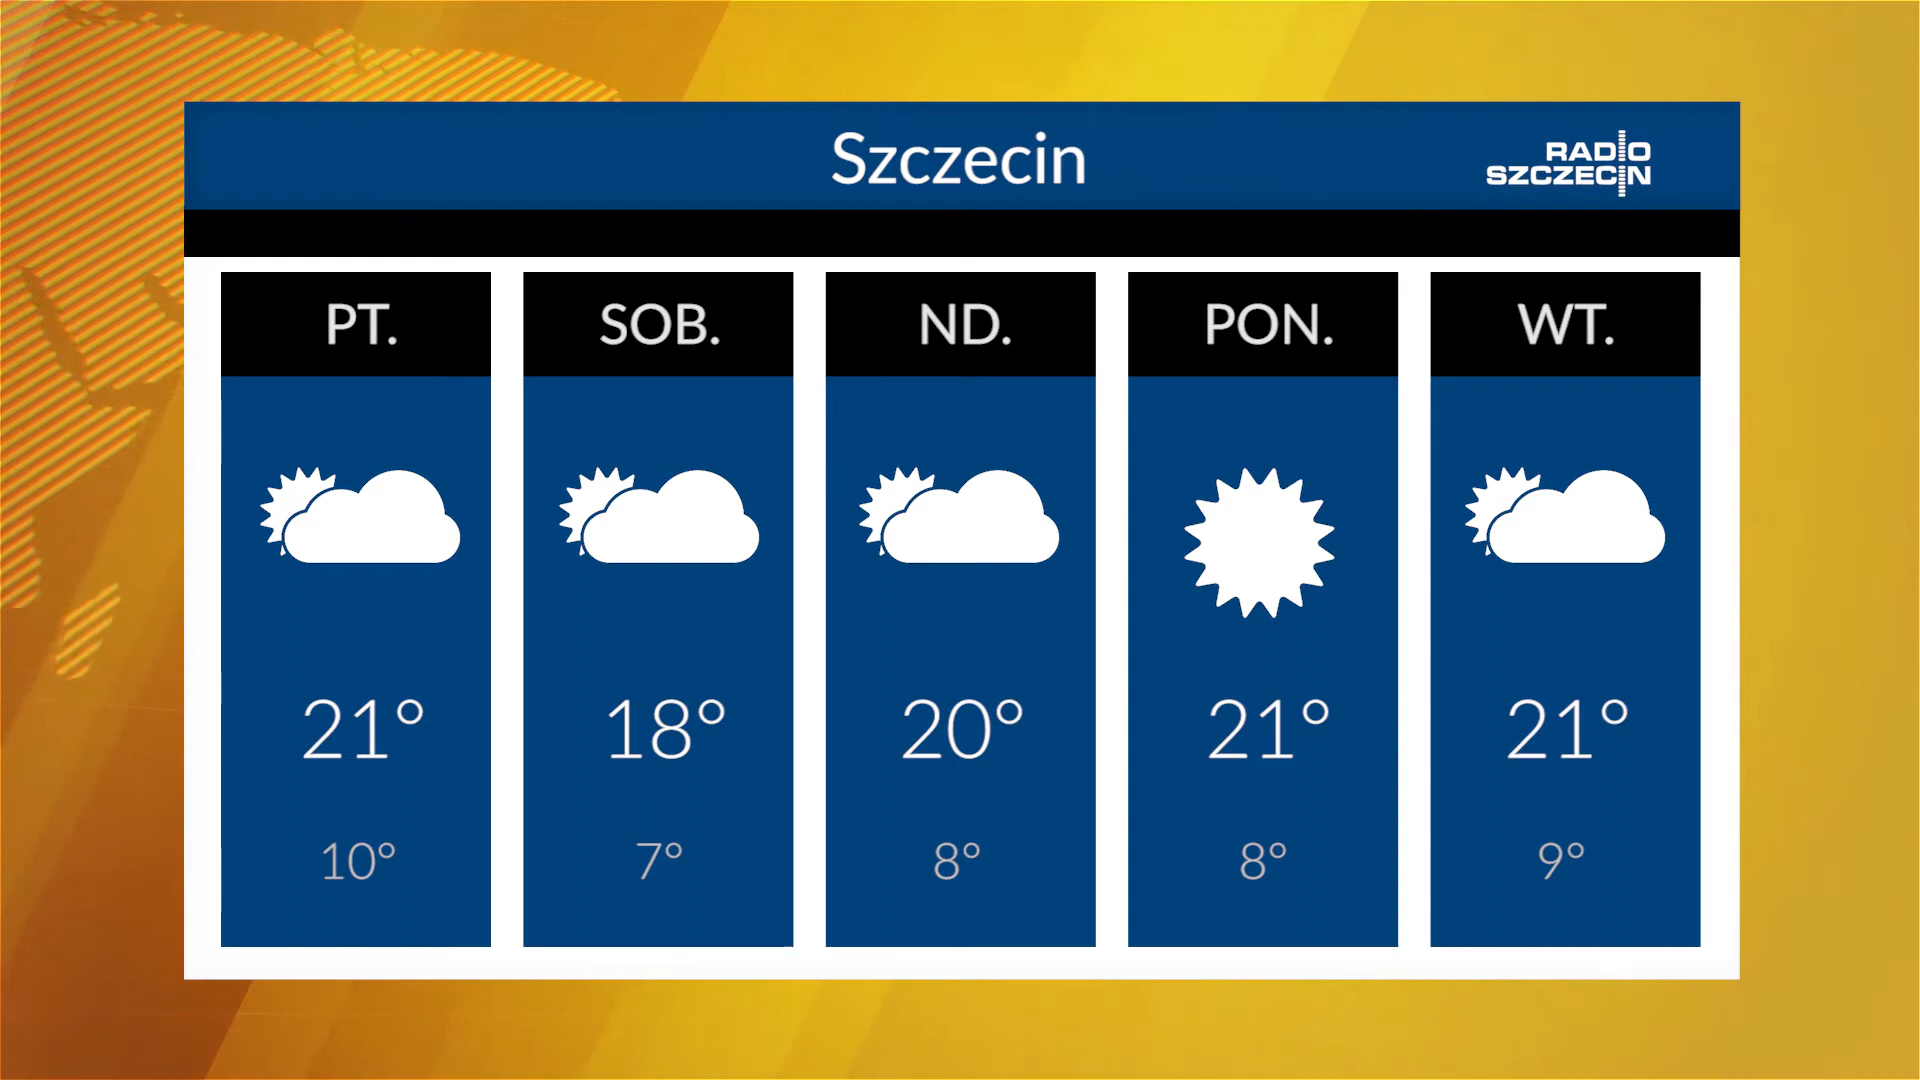 Szczecin
RADIO
SZCZECIN
PT. SOB. ND. PON. WT.
21° 18° 20° 21° 21°
10° 7° 8° 8° 9°